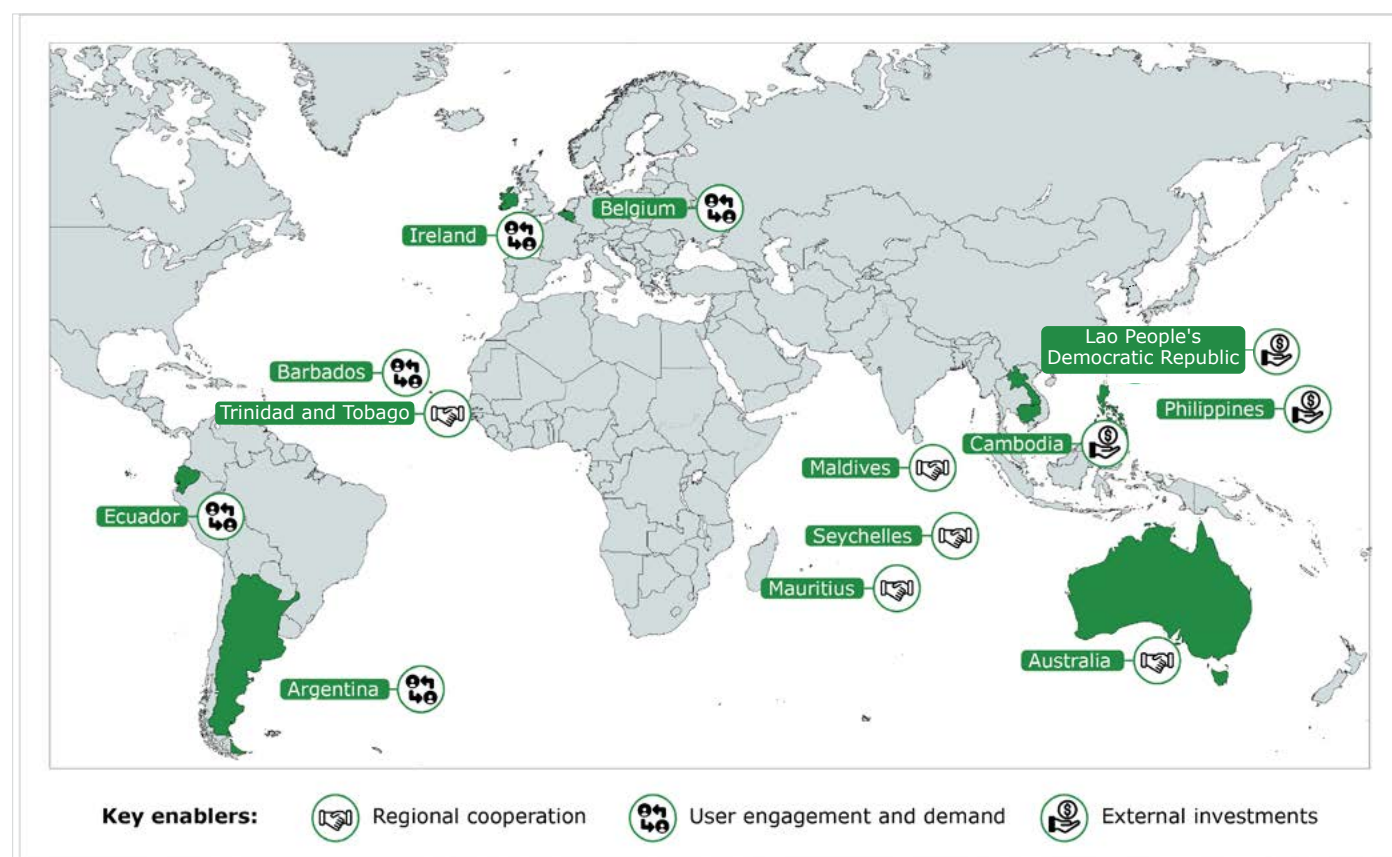 Belgium
Ireland
Lao People's
Democratic Republic
Barbados
Trinidad and Tobago
Philippines
Cambodia
Maldives
Ecuador
Seychelles
Mauritius
Australia
Argentina
Key enablers: Regional cooperation User engagement and demand External investments